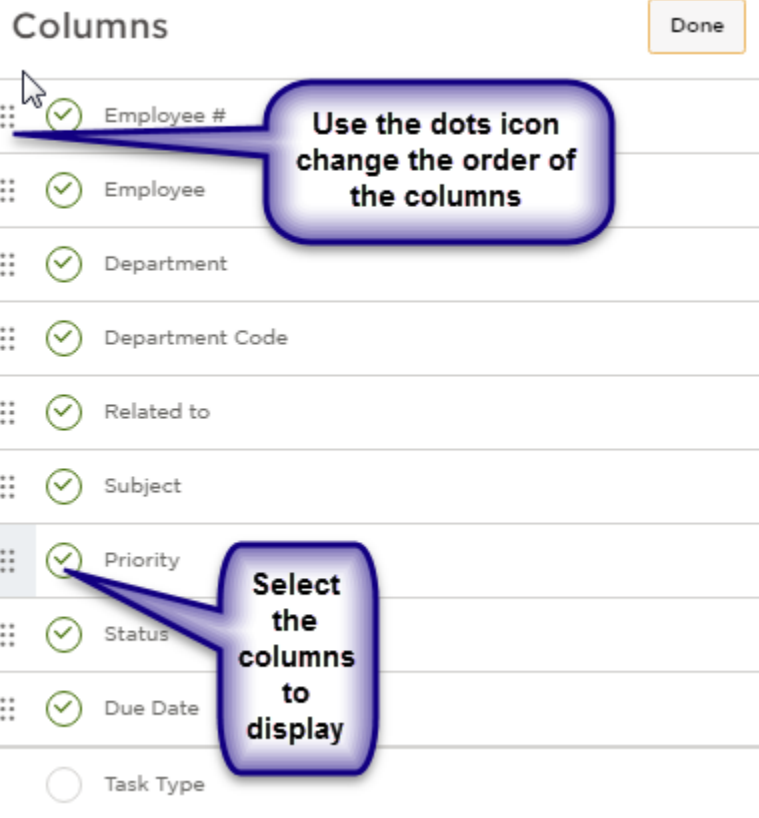 Columns
Done
Employee #
Use the dots icon
change the order of
the columns
Employee
Department
Department Code
Related to
Subject
Priority
Select
the
columns
to
display
Status
Due Date
Task Type